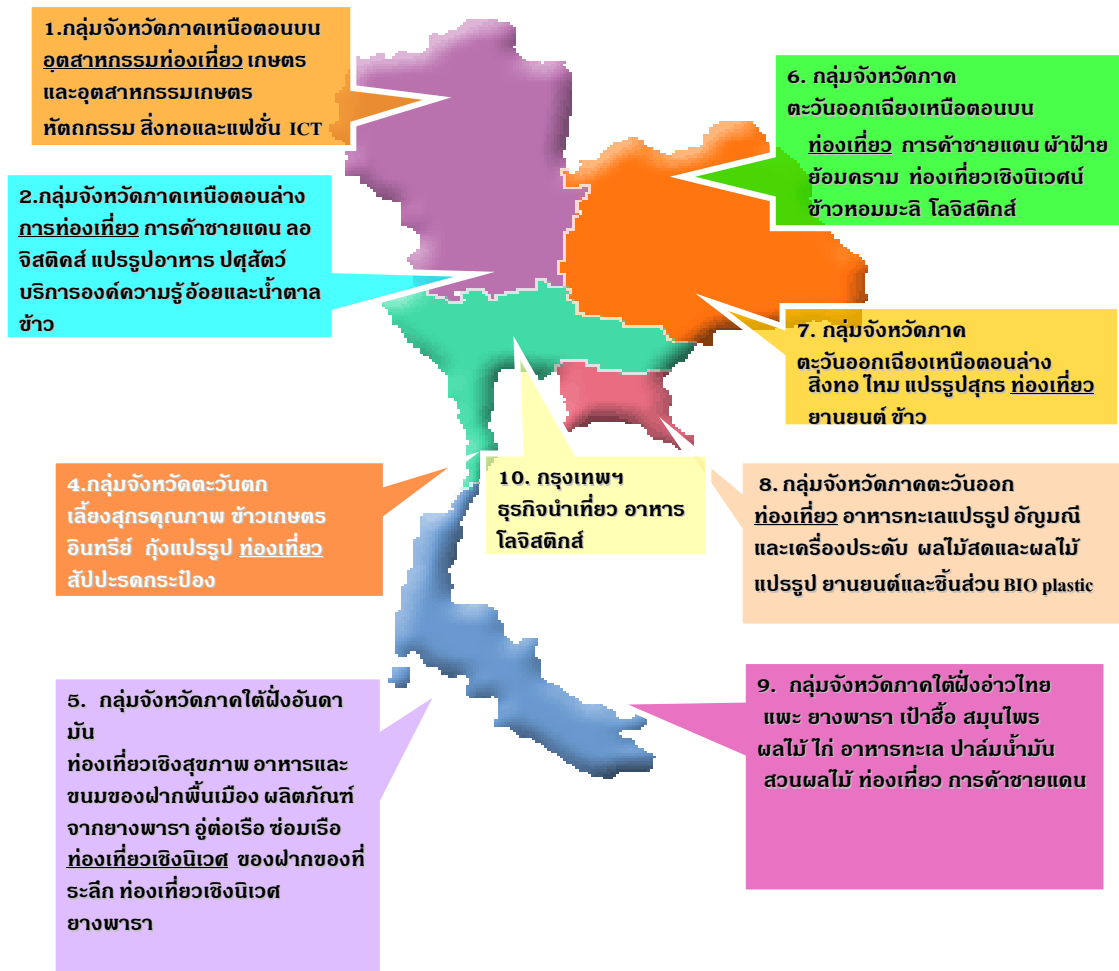 1.กลุ่มจังหวัดภาคเหนือตอนบน
อุตสาหกรรมท่องเที่ยว เกษตร
และอุตสาหกรรมเกษตร
หัตถกรรม สิ่งทอและแฟชั่น ICT
2.กลุ่มจังหวัดภาคเหนือตอนล่าง
การท่องเที่ยว การค้าชายแดน ลอ
จิสติคส์ แปรรูปอาหาร ปศุสัตว์
บริการองค์ความรู้ อ้อยและน้ำตาล
ข้าว
4.กลุ่มจังหวัดตะวันตก
เลี้ยงสุกรคุณภาพ ข้าวเกษตร
อินทรีย์ กุ้งแปรรูป ท่องเที่ยว
สัปปะรดกระป๋อง
5. กลุ่มจังหวัดภาคใต้ฝั่งอันดา
มัน
ท่องเที่ยวเชิงสุขภาพ อาหารและ
ขนมของฝากพื้นเมือง ผลิตภัณฑ์
จากยางพารา อู่ต่อเรือ ซ่อมเรือ
ท่องเที่ยวเชิงนิเวศ ของฝากของที่
ระลึก ท่องเที่ยวเชิงนิเวศ
ยางพารา
6. กลุ่มจังหวัดภาค
ตะวันออกเฉียงเหนือตอนบน
ท่องเที่ยว การค้าชายแดน ผ้าฝ้าย
ย้อมคราม ท่องเที่ยวเชิงนิเวศน์
ข้าวหอมมะลิ โลจิสติกส์
7. กลุ่มจังหวัดภาค
ตะวันออกเฉียงเหนือตอนล่าง
สิ่งทอ ไหม แปรรูปสุกร ท่องเที่ยว
ยานยนต์ ข้าว
10. กรุงเทพฯ
ธุรกิจนำเที่ยว อาหาร
โลจิสติกส์
8. กลุ่มจังหวัดภาคตะวันออก
ท่องเที่ยว อาหารทะเลแปรรูป อัญมณี
และเครื่องประดับ ผลไม้สดและผลไม้
แปรรูป ยานยนต์และชิ้นส่วน BIO plastic
9. กลุ่มจังหวัดภาคใต้ฝั่งอ่าวไทย
แพะ ยางพารา เป๋าฮื้อ สมุนไพร
ผลไม้ ไก่ อาหารทะเล ปาล์มน้ำมัน
สวนผลไม้ ท่องเที่ยว การค้าชายแดน